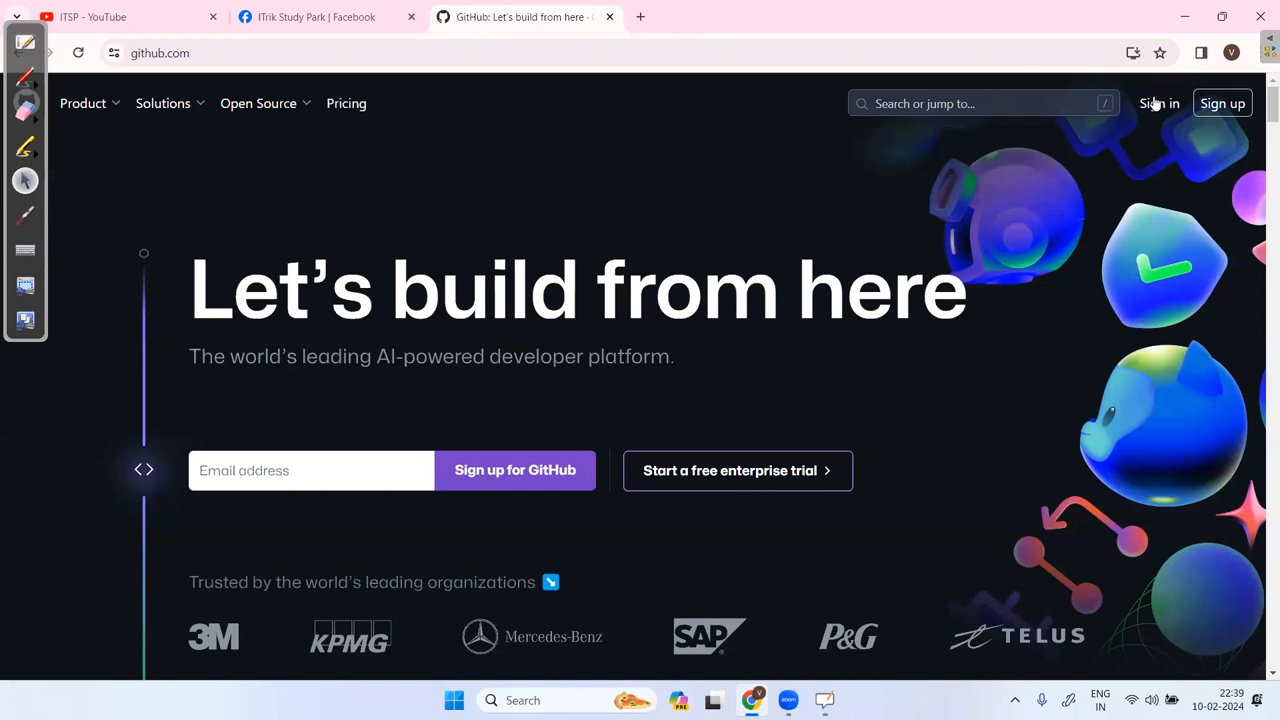 ITSP - YouTube
ITrik Study Park | Facebook
GitHub: Let's build from here ·
github.com
V
Product
Solutions
Open Source
Pricing
Search or jump to...
/
Sign in
Sign up
Let's build from here
The world's leading AI-powered developer platform.
Email address
Sign up for GitHub
Start a free enterprise trial
Trusted by the world's leading organizations
3M
KPMG
Mercedes-Benz
SAP
P&G
TELUS
Search
PRE
V
zoom
ENG
IN
22:39
10-02-2024